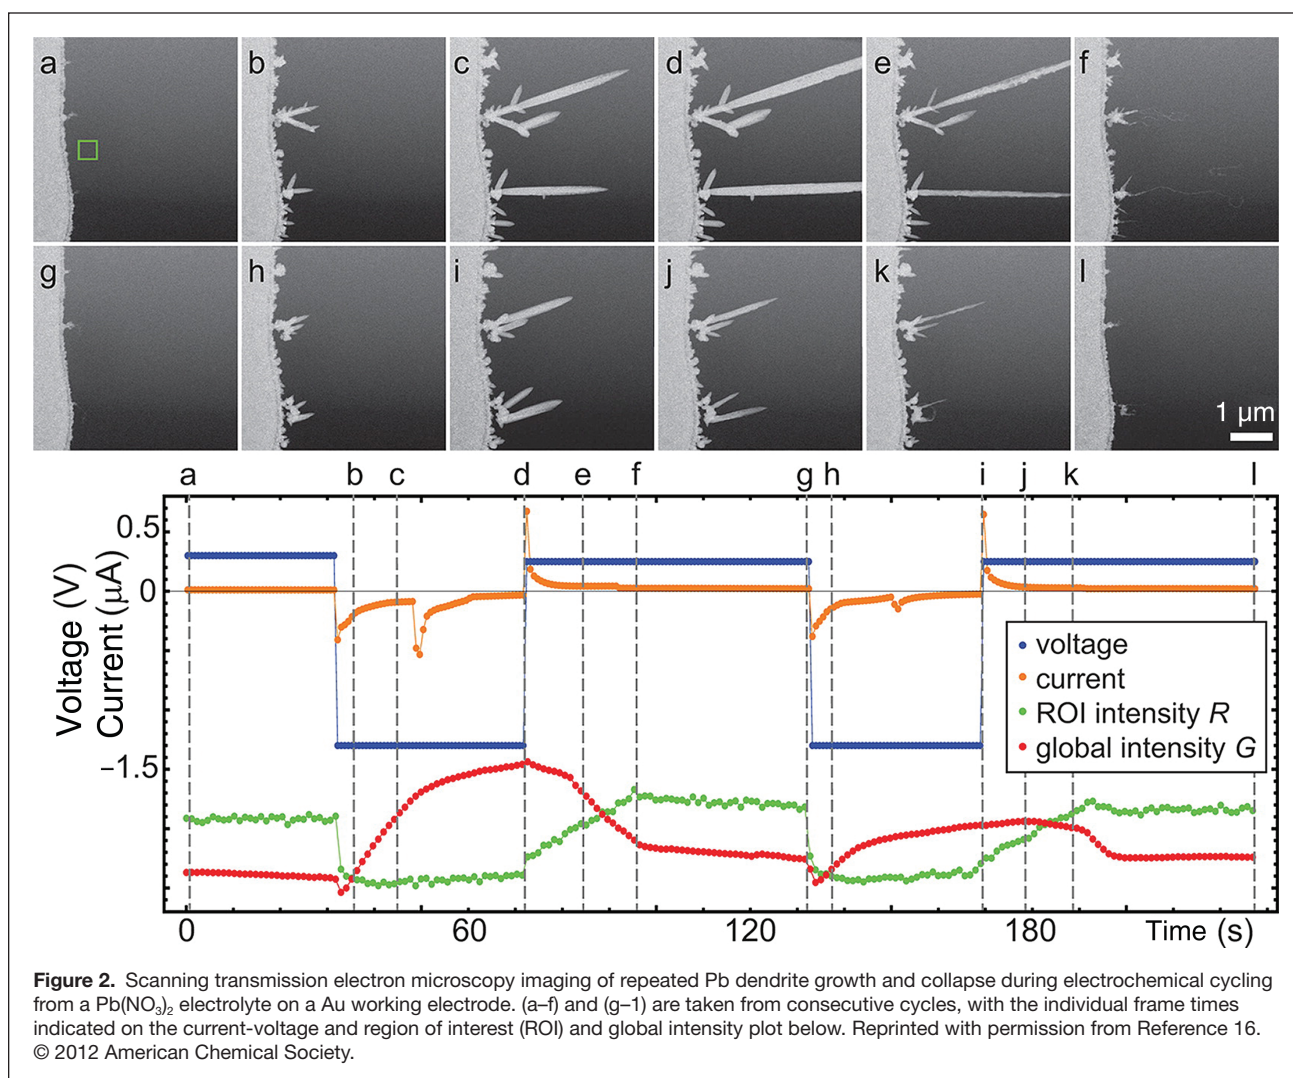 a b c d e f
g h i j k l
1 µm
a b c d e f g h i j k l
0.5
0
−1.5
Voltage (V)
Current (µA)
voltage
current
ROI intensity R
global intensity G
0 60 120 180 Time (s)
Figure 2. Scanning transmission electron microscopy imaging of repeated Pb dendrite growth and collapse during electrochemical cycling
from a Pb(NO₃)₂ electrolyte on a Au working electrode. (a–f) and (g–1) are taken from consecutive cycles, with the individual frame times
indicated on the current-voltage and region of interest (ROI) and global intensity plot below. Reprinted with permission from Reference 16.
© 2012 American Chemical Society.